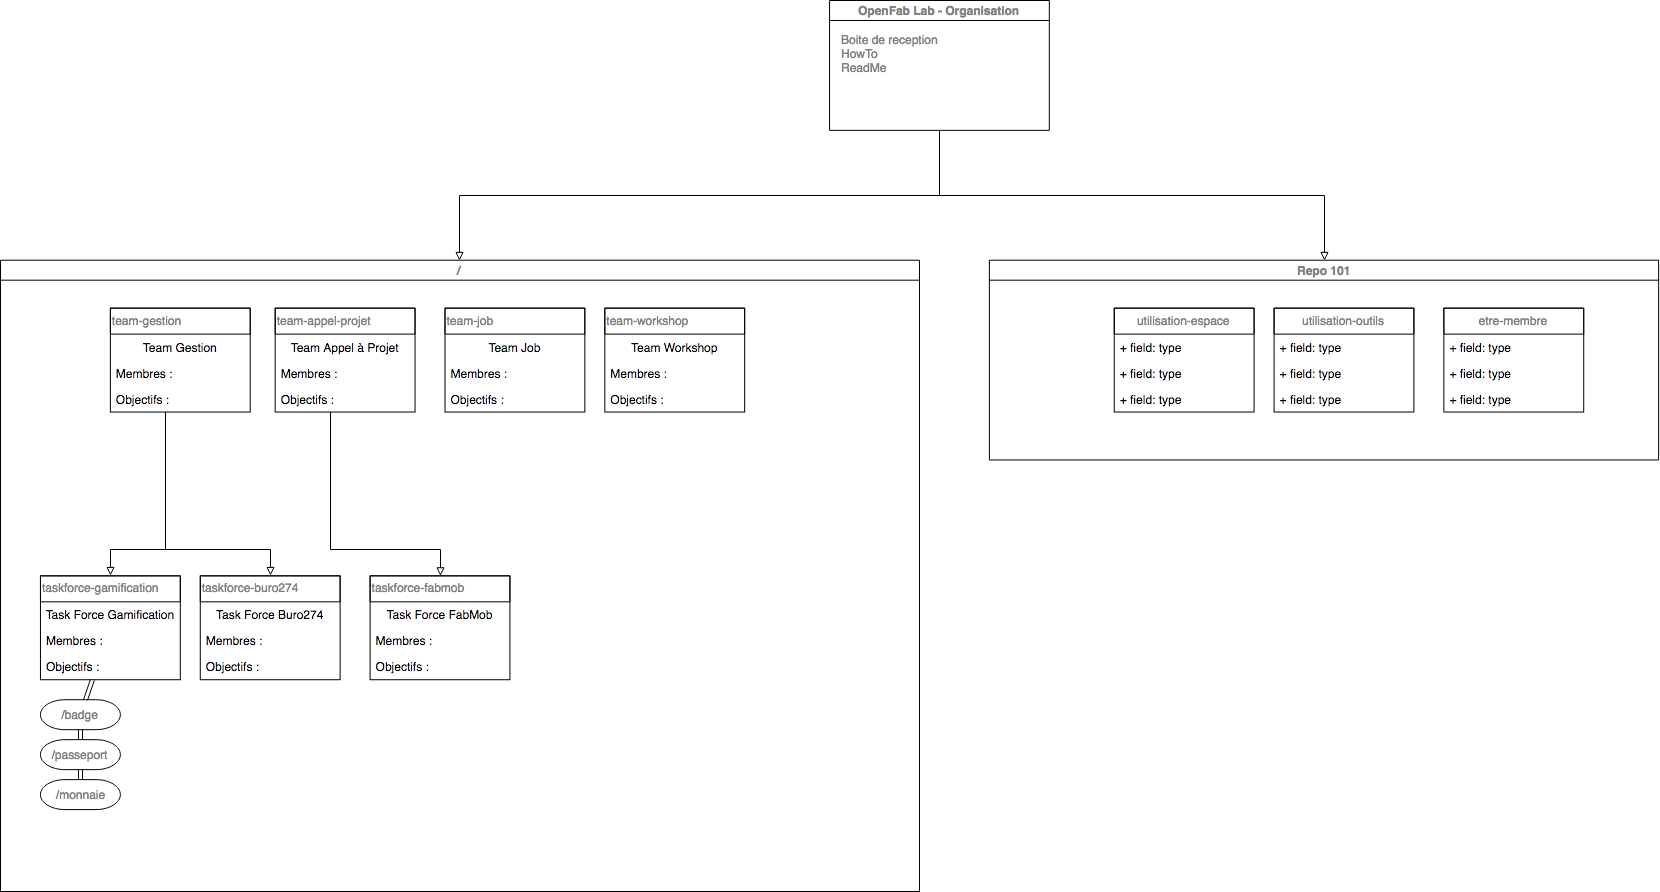 OpenFab Lab - Organisation
Boite de reception
HowTo
ReadMe
/
team-gestion
Team Gestion
Membres :
Objectifs :
team-appel-projet
Team Appel à Projet
Membres :
Objectifs :
team-job
Team Job
Membres :
Objectifs :
team-workshop
Team Workshop
Membres :
Objectifs :
taskforce-gamification
Task Force Gamification
Membres :
Objectifs :
taskforce-buro274
Task Force Buro274
Membres :
Objectifs :
taskforce-fabmob
Task Force FabMob
Membres :
Objectifs :
/badge
/passeport
/monnaie
Repo 101
utilisation-espace
+ field: type
+ field: type
+ field: type
utilisation-outils
+ field: type
+ field: type
+ field: type
etre-membre
+ field: type
+ field: type
+ field: type